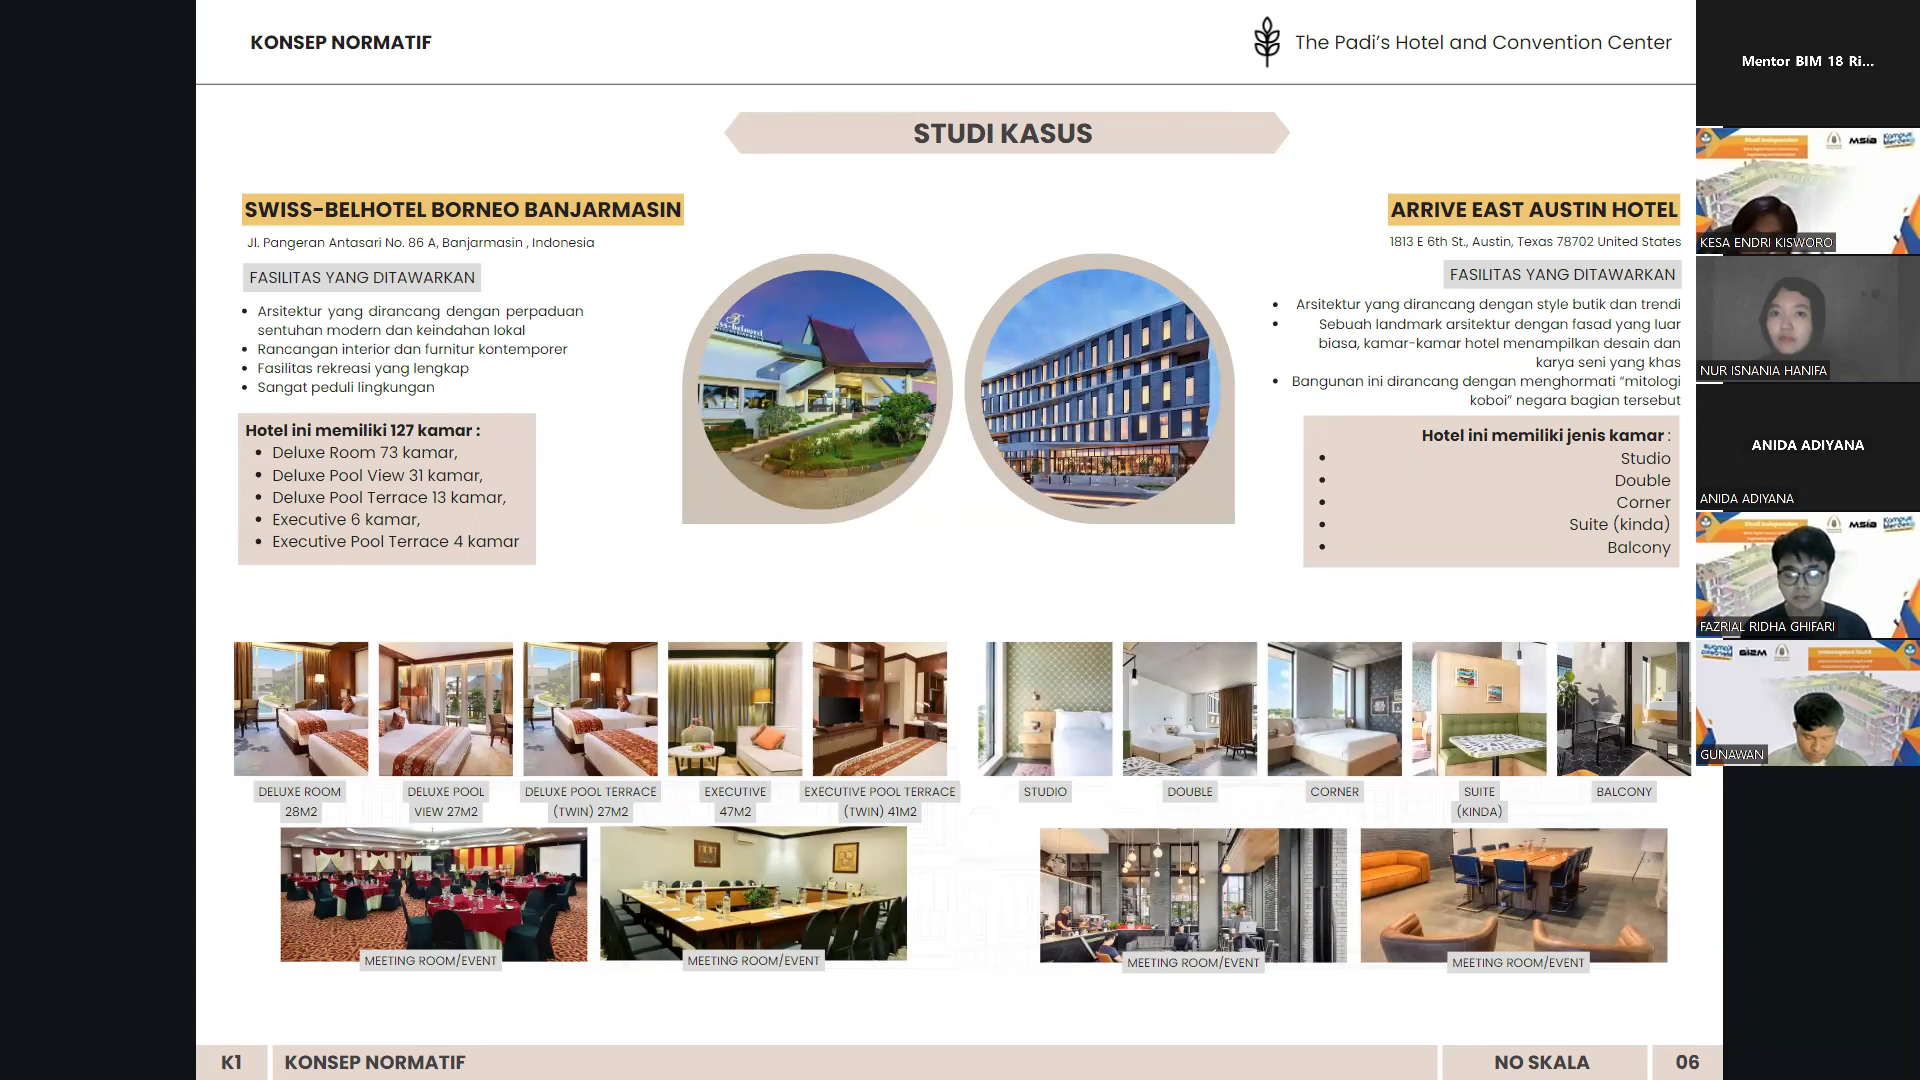 KONSEP NORMATIF
The Padi's Hotel and Convention Center
STUDI KASUS
SWISS-BELHOTEL BORNEO BANJARMASIN
Jl. Pangeran Antasari No. 86 A, Banjarmasin , Indonesia
FASILITAS YANG DITAWARKAN
• Arsitektur yang dirancang dengan perpaduan
sentuhan modern dan keindahan lokal
• Rancangan interior dan furnitur kontemporer
• Fasilitas rekreasi yang lengkap
• Sangat peduli lingkungan
Hotel ini memiliki 127 kamar :
• Deluxe Room 73 kamar,
• Deluxe Pool View 31 kamar,
• Deluxe Pool Terrace 13 kamar,
• Executive 6 kamar,
• Executive Pool Terrace 4 kamar
ARRIVE EAST AUSTIN HOTEL
1813 E 6th St., Austin, Texas 78702 United States
FASILITAS YANG DITAWARKAN
• Arsitektur yang dirancang dengan style butik dan trendi
• Sebuah landmark arsitektur dengan fasad yang luar
biasa, kamar-kamar hotel menampilkan desain dan
karya seni yang khas
• Bangunan ini dirancang dengan menghormati “mitologi
koboi” negara bagian tersebut
Hotel ini memiliki jenis kamar :
• Studio
• Double
• Corner
• Suite (kinda)
• Balcony
DELUXE ROOM
28M2
DELUXE POOL
VIEW 27M2
DELUXE POOL TERRACE
(TWIN) 27M2
EXECUTIVE
47M2
EXECUTIVE POOL TERRACE
(TWIN) 41M2
STUDIO
DOUBLE
CORNER
SUITE
(KINDA)
BALCONY
MEETING ROOM/EVENT
MEETING ROOM/EVENT
MEETING ROOM/EVENT
MEETING ROOM/EVENT
K1
KONSEP NORMATIF
NO SKALA
06
Mentor BIM 18 Ri...
Studi Independen
MSIB
KESA ENDRI KISWORO
NUR ISNANIA HANIFA
ANIDA ADIYANA
ANIDA ADIYANA
Studi Independen
MSIB
FAZRIAL RIDHA GHIFARI
GUNAWAN